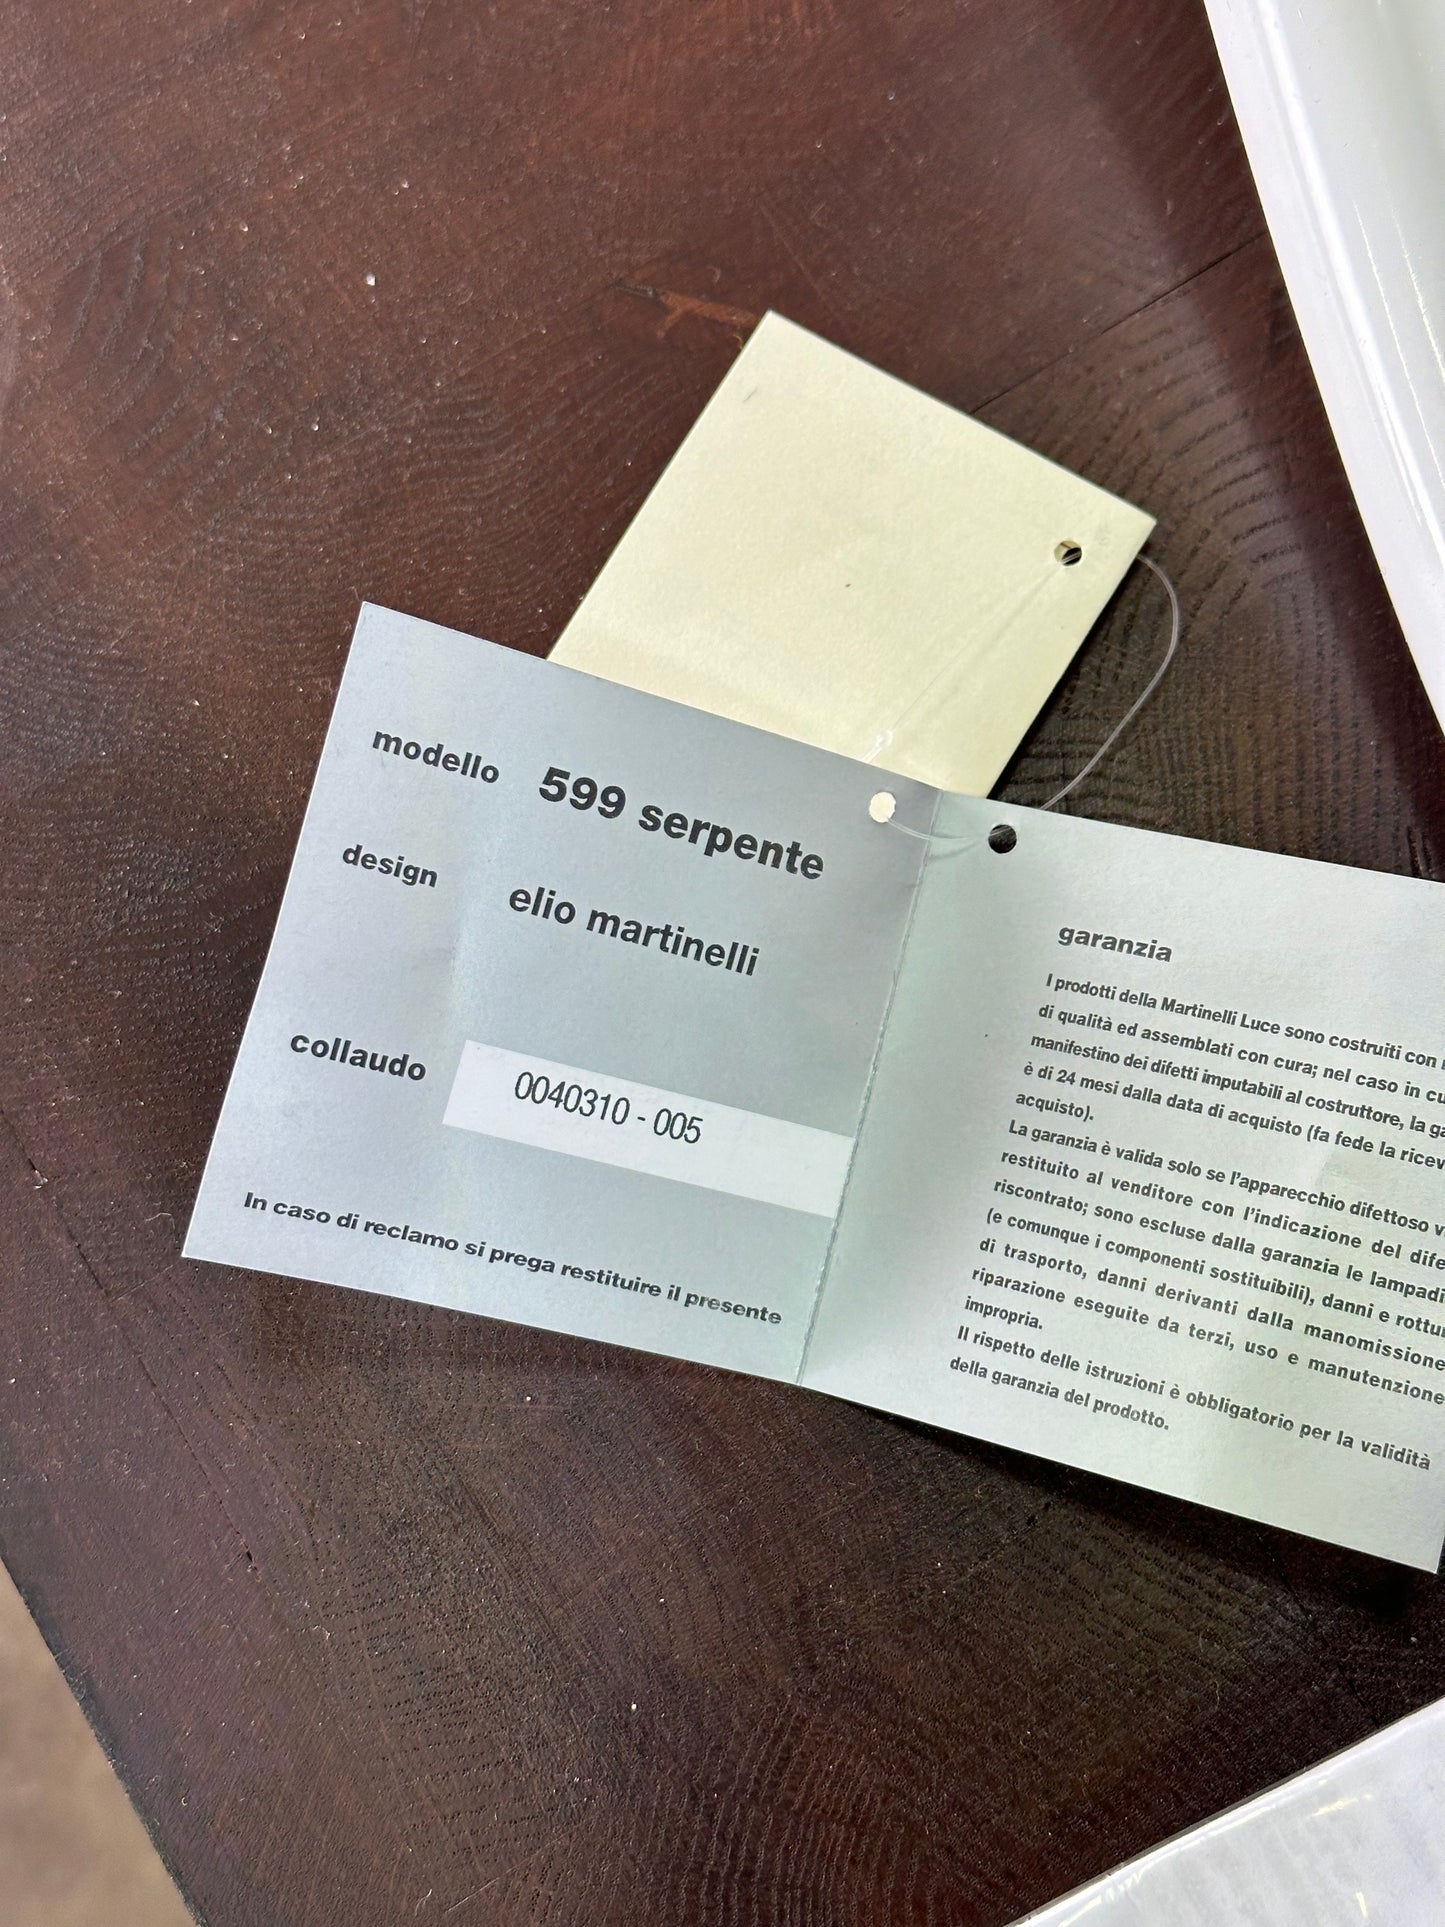 modello 599 serpente
design elio martinelli
collaudo 0040310 - 005
In caso di reclamo si prega restituire il presente
garanzia
I prodotti della Martinelli Luce sono costruiti con
di qualità ed assemblati con cura; nel caso in
manifestino dei difetti imputabili al costruttore, la
è di 24 mesi dalla data di acquisto (fa fede la
acquisto).
La garanzia è valida solo se l'apparecchio difettoso
restituito al venditore con l'indicazione del
riscontrato; sono escluse dalla garanzia le
(e comunque i componenti sostituibili), danni e
di trasporto, danni derivanti dalla manomissione
riparazione eseguite da terzi, uso e manutenzione
impropria.
Il rispetto delle istruzioni è obbligatorio per la validità
della garanzia del prodotto.